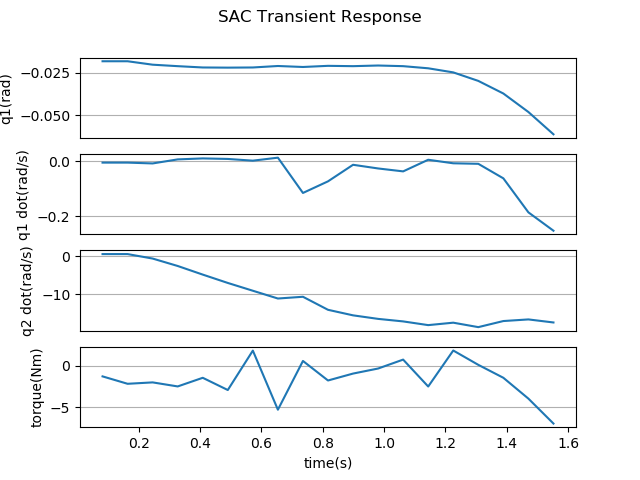 SAC Transient Response
q1(rad)
−0.025
−0.050
q1 dot(rad/s)
0.0
−0.2
q2 dot(rad/s)
0
−10
torque(Nm)
0
−5
0.2 0.4 0.6 0.8 1.0 1.2 1.4 1.6
time(s)